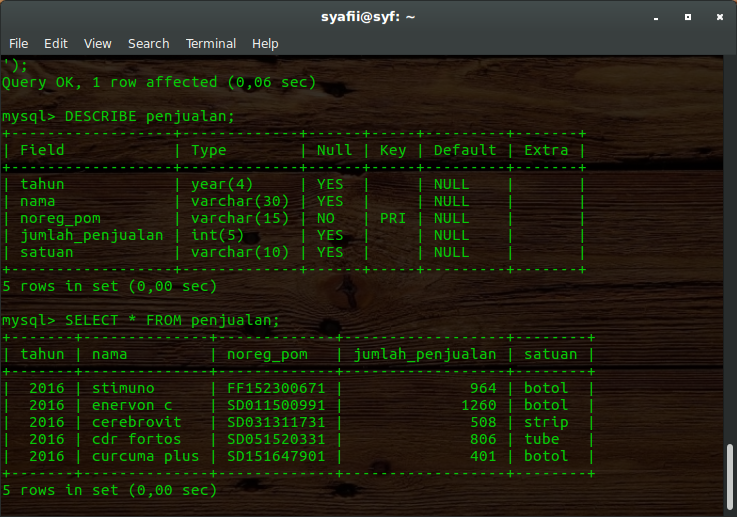 syafii@syf: ~
File Edit View Search Terminal Help
');
Query OK, 1 row affected (0,06 sec)
mysql> DESCRIBE penjualan;
+------------------+-------------+------+-----+---------+-------+
| Field            | Type        | Null | Key | Default | Extra |
+------------------+-------------+------+-----+---------+-------+
| tahun            | year(4)     | YES  |     | NULL    |       |
| nama             | varchar(30) | YES  |     | NULL    |       |
| noreg_pom        | varchar(15) | NO   | PRI | NULL    |       |
| jumlah_penjualan | int(5)      | YES  |     | NULL    |       |
| satuan           | varchar(10) | YES  |     | NULL    |       |
+------------------+-------------+------+-----+---------+-------+
5 rows in set (0,00 sec)
mysql> SELECT * FROM penjualan;
+-------+--------------+-------------+------------------+--------+
| tahun | nama         | noreg_pom   | jumlah_penjualan | satuan |
+-------+--------------+-------------+------------------+--------+
|  2016 | stimuno      | FF152300671 |              964 | botol  |
|  2016 | enervon c    | SD011500991 |             1260 | botol  |
|  2016 | cerebrovit   | SD031311731 |              508 | strip  |
|  2016 | cdr fortos   | SD051520331 |              806 | tube   |
|  2016 | curcuma plus | SD151647901 |              401 | botol  |
+-------+--------------+-------------+------------------+--------+
5 rows in set (0,00 sec)